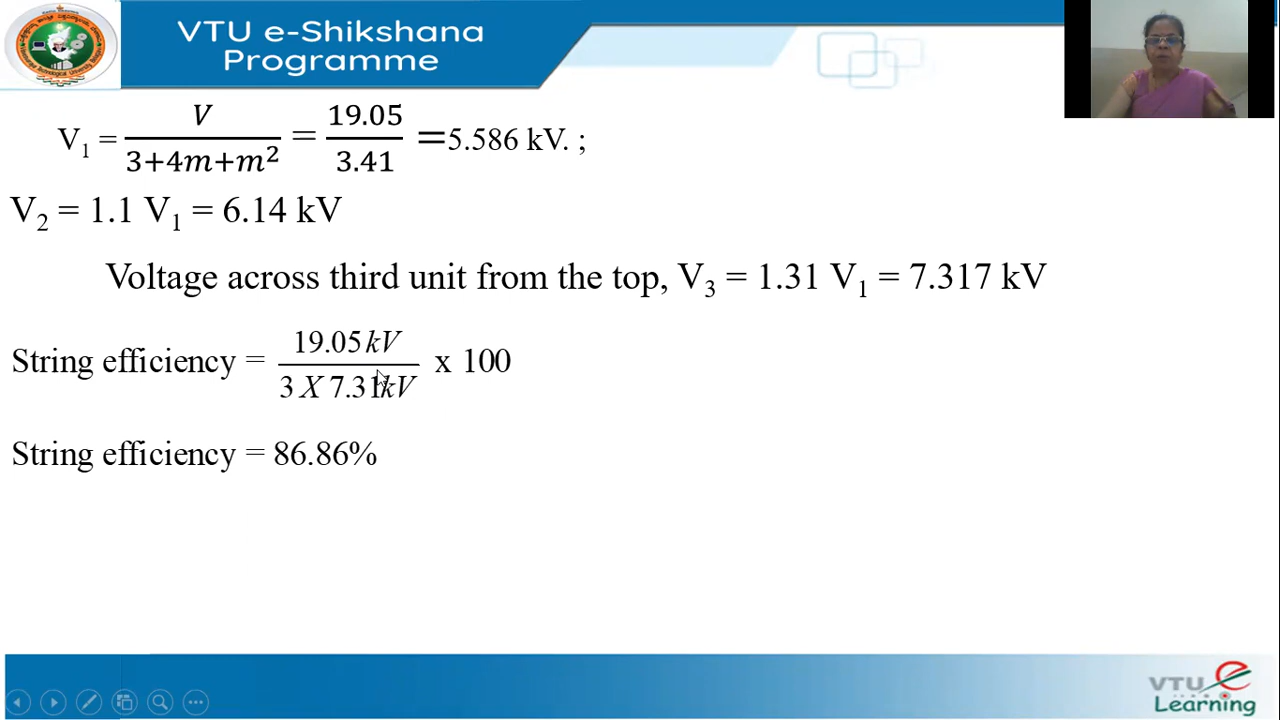 VTU e-Shikshana
Programme
V₁ = V / (3+4m+m²) = 19.05 / 3.41 = 5.586 kV. ;
V₂ = 1.1 V₁ = 6.14 kV
Voltage across third unit from the top, V₃ = 1.31 V₁ = 7.317 kV
String efficiency = 19.05 kV / 3 X 7.31kV x 100
String efficiency = 86.86%
VTU e
Learning